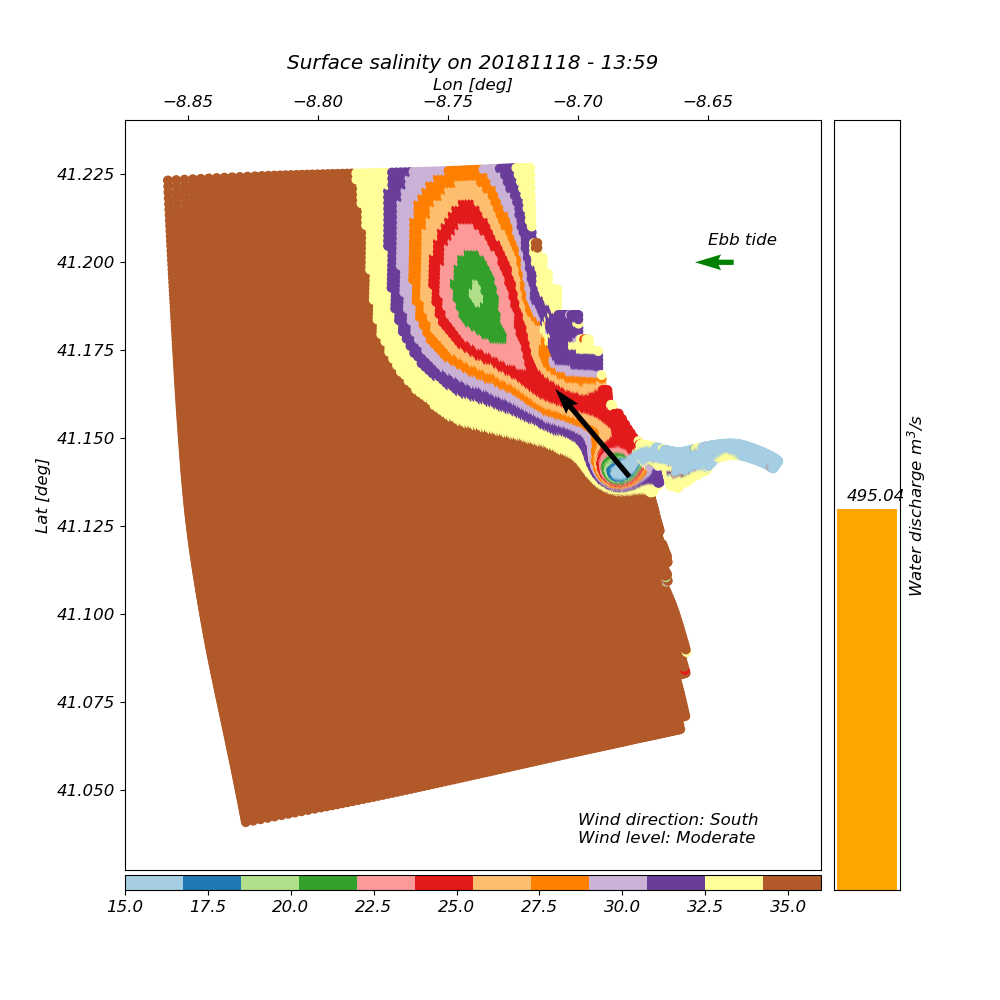 Surface salinity on 20181118 - 13:59
Lon [deg]
−8.85 −8.80 −8.75 −8.70 −8.65
41.225
41.200
41.175
41.150
41.125
41.100
41.075
41.050
Lat [deg]
Ebb tide
495.04
Water discharge m³/s
Wind direction: South
Wind level: Moderate
15.0 17.5 20.0 22.5 25.0 27.5 30.0 32.5 35.0